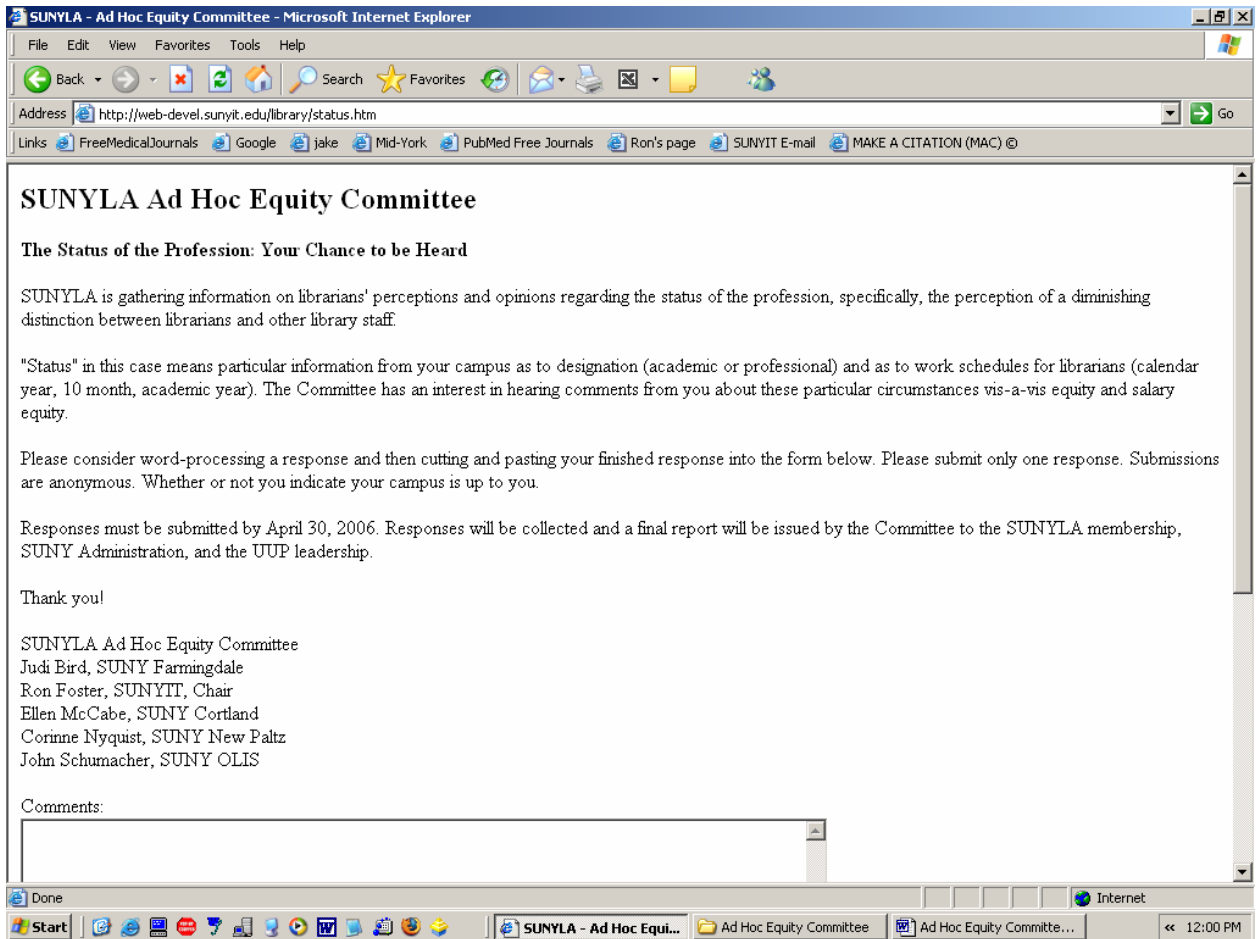 SUNYLA - Ad Hoc Equity Committee - Microsoft Internet Explorer
File Edit View Favorites Tools Help
Back Search Favorites
Address http://web-devel.sunyit.edu/library/status.htm Go
Links FreeMedicalJournals Google jake Mid-York PubMed Free Journals Ron's page SUNYIT E-mail MAKE A CITATION (MAC) ©
SUNYLA Ad Hoc Equity Committee
The Status of the Profession: Your Chance to be Heard
SUNYLA is gathering information on librarians' perceptions and opinions regarding the status of the profession, specifically, the perception of a diminishing
distinction between librarians and other library staff.
"Status" in this case means particular information from your campus as to designation (academic or professional) and as to work schedules for librarians (calendar
year, 10 month, academic year). The Committee has an interest in hearing comments from you about these particular circumstances vis-a-vis equity and salary
equity.
Please consider word-processing a response and then cutting and pasting your finished response into the form below. Please submit only one response. Submissions
are anonymous. Whether or not you indicate your campus is up to you.
Responses must be submitted by April 30, 2006. Responses will be collected and a final report will be issued by the Committee to the SUNYLA membership,
SUNY Administration, and the UUP leadership.
Thank you!
SUNYLA Ad Hoc Equity Committee
Judi Bird, SUNY Farmingdale
Ron Foster, SUNYIT, Chair
Ellen McCabe, SUNY Cortland
Corinne Nyquist, SUNY New Paltz
John Schumacher, SUNY OLIS
Comments:
Done Internet
Start SUNYLA - Ad Hoc Equi... Ad Hoc Equity Committee Ad Hoc Equity Committe... « 12:00 PM